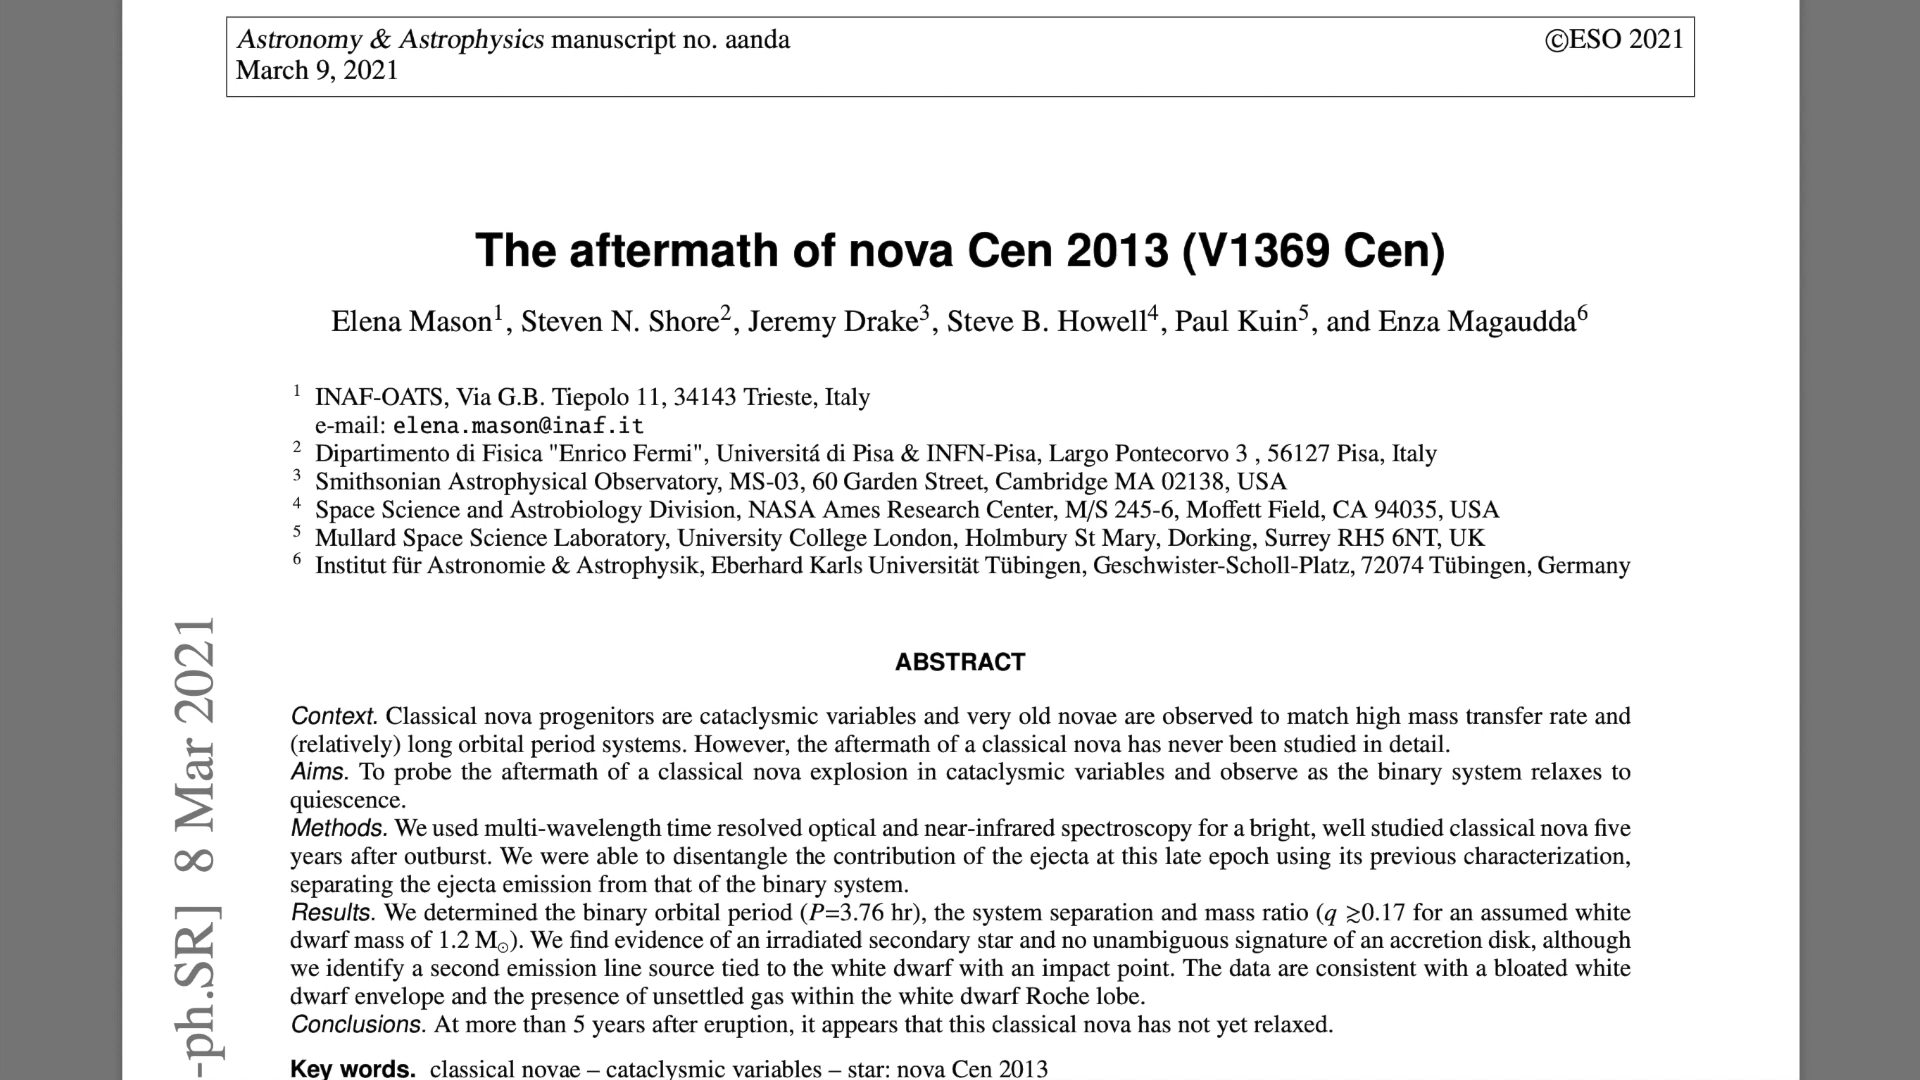 Astronomy & Astrophysics manuscript no. aanda
©ESO 2021
March 9, 2021
The aftermath of nova Cen 2013 (V1369 Cen)
Elena Mason1, Steven N. Shore2, Jeremy Drake3, Steve B. Howell4, Paul Kuin5, and Enza Magaudda6
1 INAF-OATS, Via G.B. Tiepolo 11, 34143 Trieste, Italy
e-mail: elena.mason@inaf.it
2 Dipartimento di Fisica "Enrico Fermi", Universitá di Pisa & INFN-Pisa, Largo Pontecorvo 3 , 56127 Pisa, Italy
3 Smithsonian Astrophysical Observatory, MS-03, 60 Garden Street, Cambridge MA 02138, USA
4 Space Science and Astrobiology Division, NASA Ames Research Center, M/S 245-6, Moffett Field, CA 94035, USA
5 Mullard Space Science Laboratory, University College London, Holmbury St Mary, Dorking, Surrey RH5 6NT, UK
6 Institut für Astronomie & Astrophysik, Eberhard Karls Universität Tübingen, Geschwister-Scholl-Platz, 72074 Tübingen, Germany
ABSTRACT
Context. Classical nova progenitors are cataclysmic variables and very old novae are observed to match high mass transfer rate and
(relatively) long orbital period systems. However, the aftermath of a classical nova has never been studied in detail.
Aims. To probe the aftermath of a classical nova explosion in cataclysmic variables and observe as the binary system relaxes to
quiescence.
Methods. We used multi-wavelength time resolved optical and near-infrared spectroscopy for a bright, well studied classical nova five
years after outburst. We were able to disentangle the contribution of the ejecta at this late epoch using its previous characterization,
separating the ejecta emission from that of the binary system.
Results. We determined the binary orbital period (P=3.76 hr), the system separation and mass ratio (q ≳0.17 for an assumed white
dwarf mass of 1.2 M⊙). We find evidence of an irradiated secondary star and no unambiguous signature of an accretion disk, although
we identify a second emission line source tied to the white dwarf with an impact point. The data are consistent with a bloated white
dwarf envelope and the presence of unsettled gas within the white dwarf Roche lobe.
Conclusions. At more than 5 years after eruption, it appears that this classical nova has not yet relaxed.
Key words. classical novae – cataclysmic variables – star: nova Cen 2013
-ph.SR] 8 Mar 2021